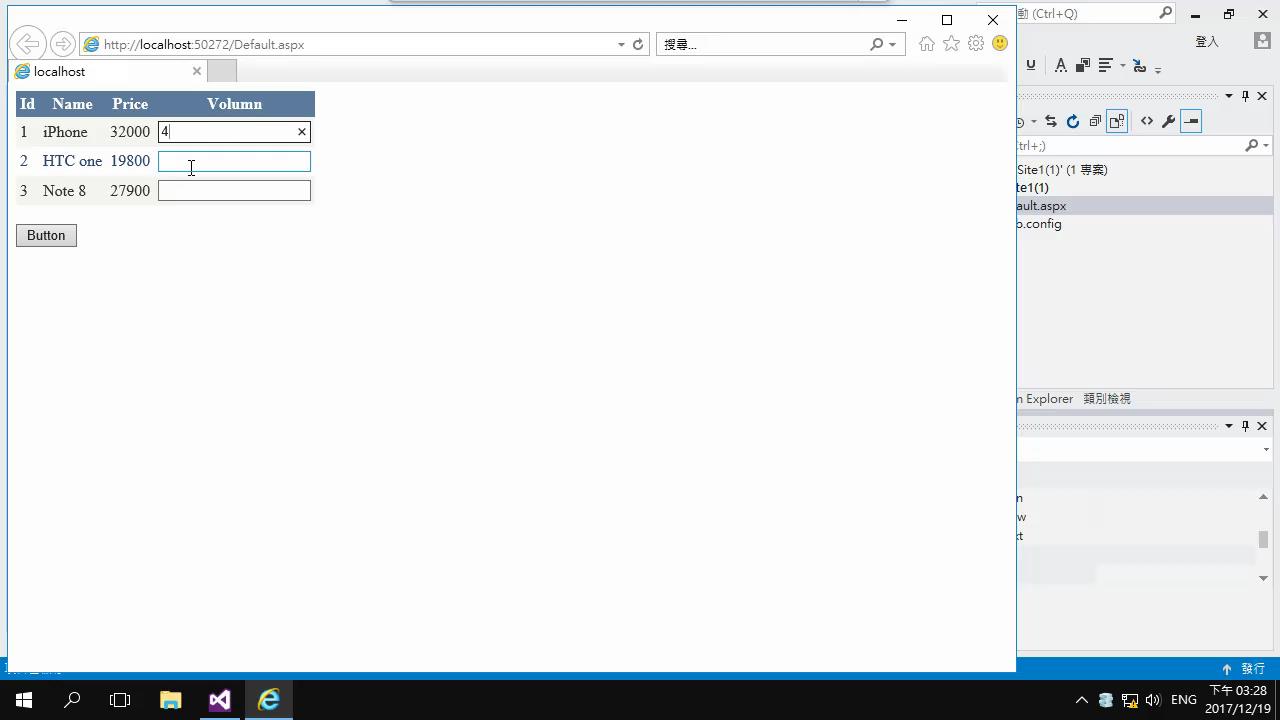 動 (Ctrl+Q)
http://localhost:50272/Default.aspx
搜尋...
登入
localhost
Id Name Price Volumn
1 iPhone 32000 4
2 HTC one 19800
3 Note 8 27900
Button
trl+;)
Site1(1)' (1 專案)
te1(1)
ault.aspx
b.config
m Explorer 類別檢視
發行
ENG
下午 03:28
2017/12/19